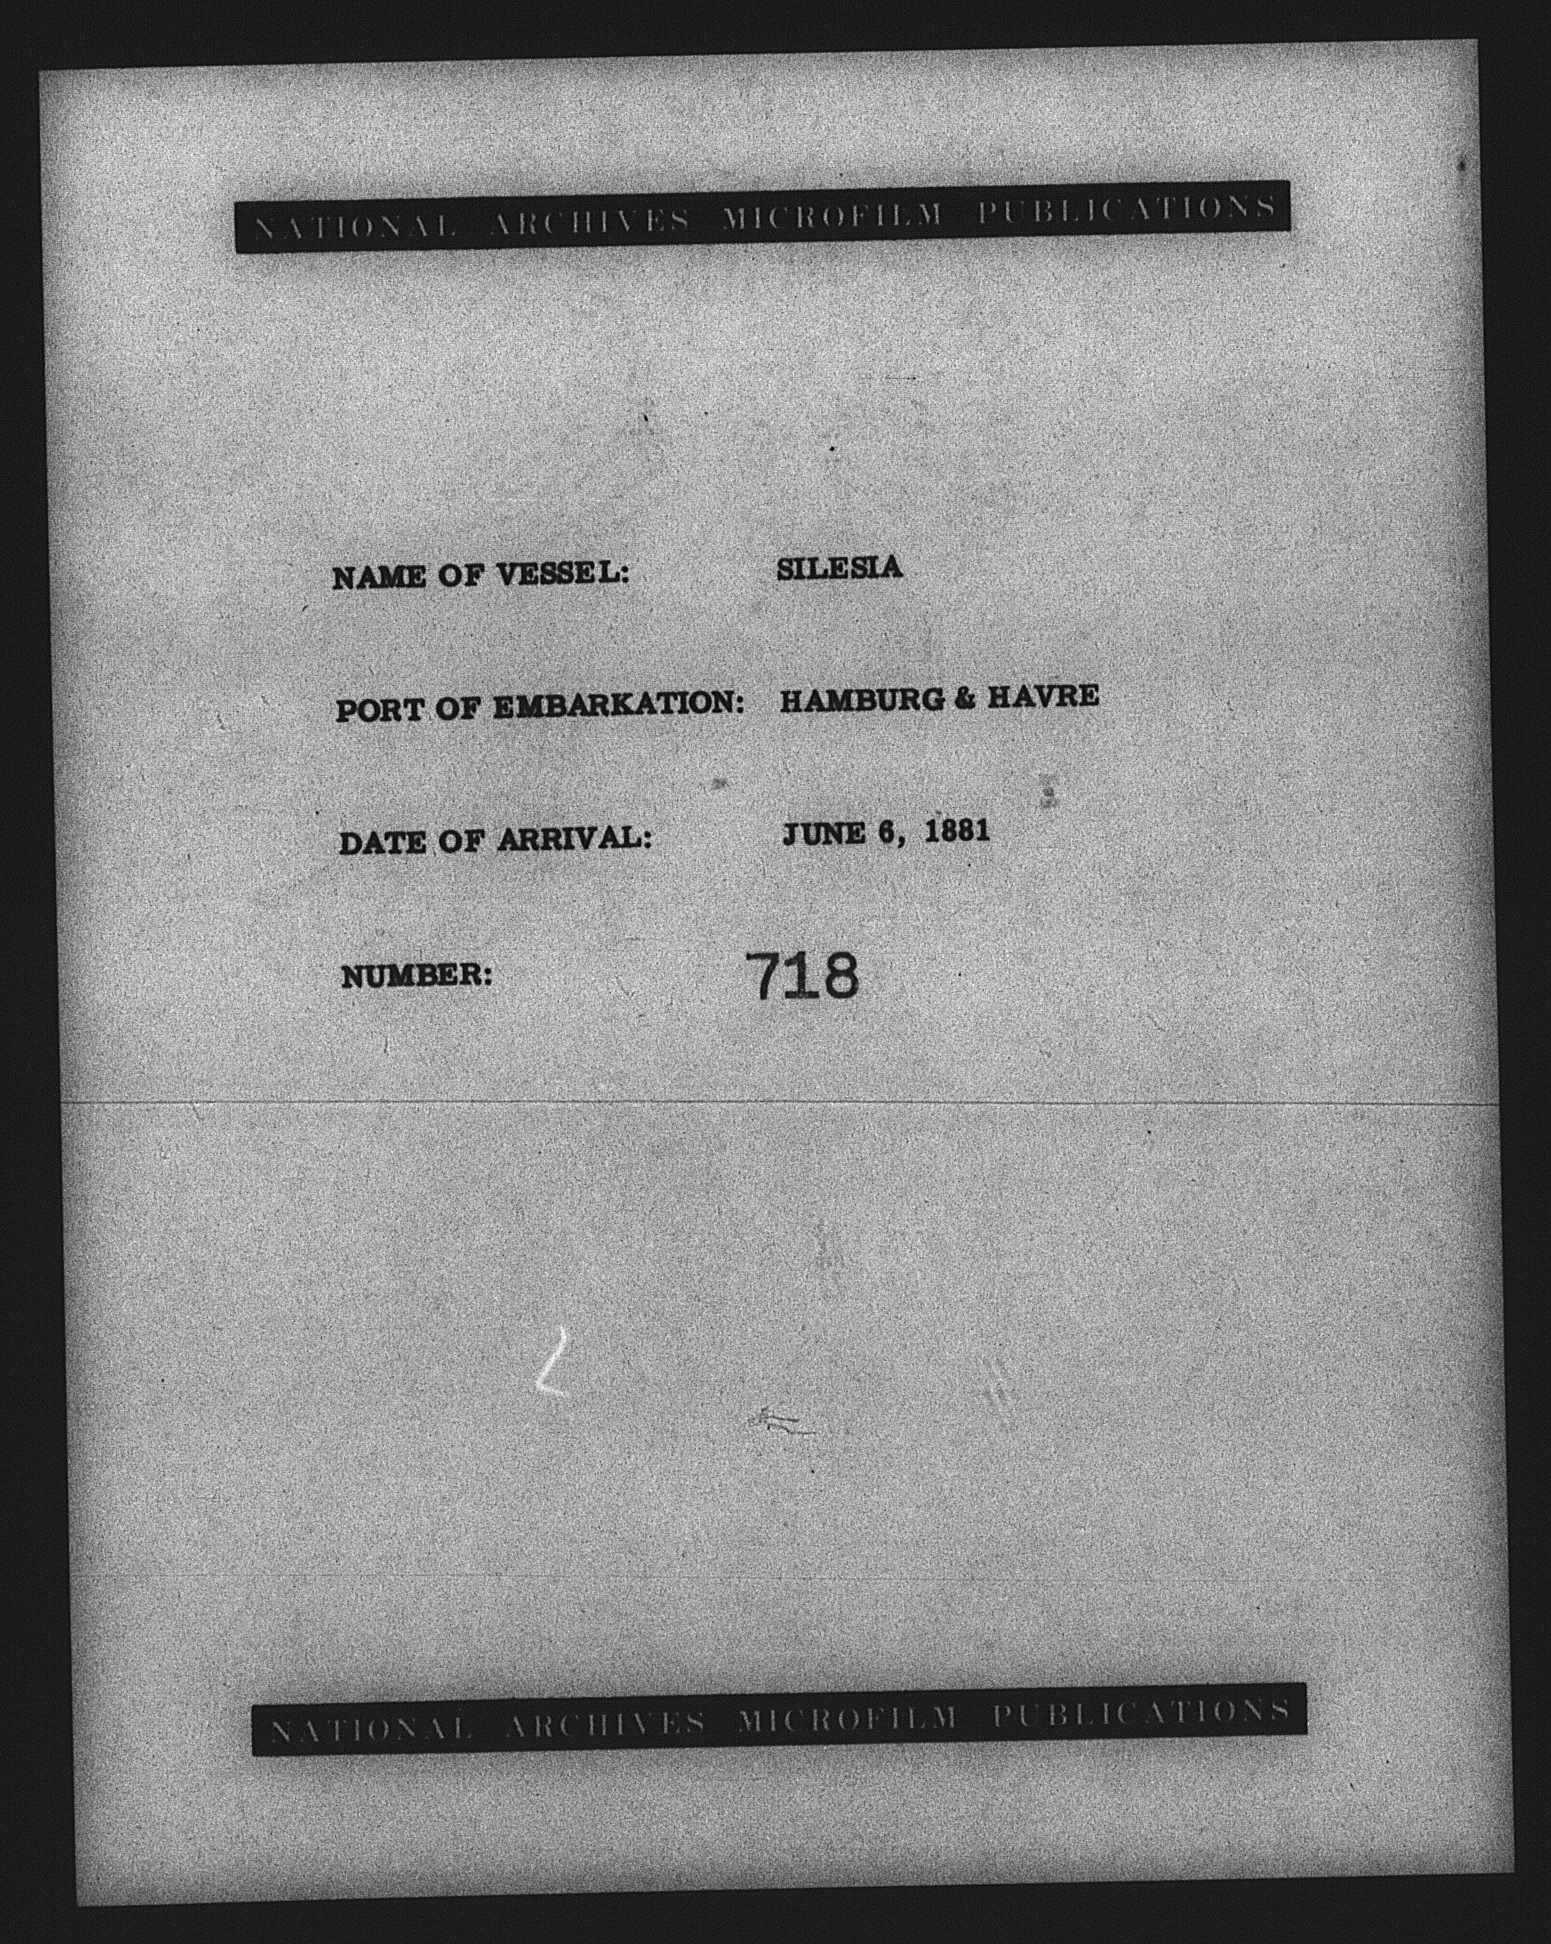 NATIONAL ARCHIVES MICROFILM PUBLICATIONS
NAME OF VESSEL: SILESIA
PORT OF EMBARKATION: HAMBURG & HAVRE
DATE OF ARRIVAL: JUNE 6, 1881
NUMBER: 718
NATIONAL ARCHIVES MICROFILM PUBLICATIONS